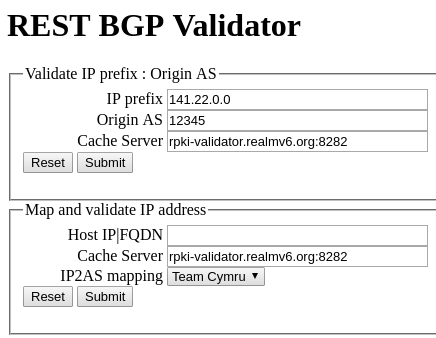 REST BGP Validator
Validate IP prefix : Origin AS
IP prefix 141.22.0.0
Origin AS 12345
Cache Server rpki-validator.realmv6.org:8282
Reset Submit
Map and validate IP address
Host IP|FQDN
Cache Server rpki-validator.realmv6.org:8282
IP2AS mapping Team Cymru
Reset Submit